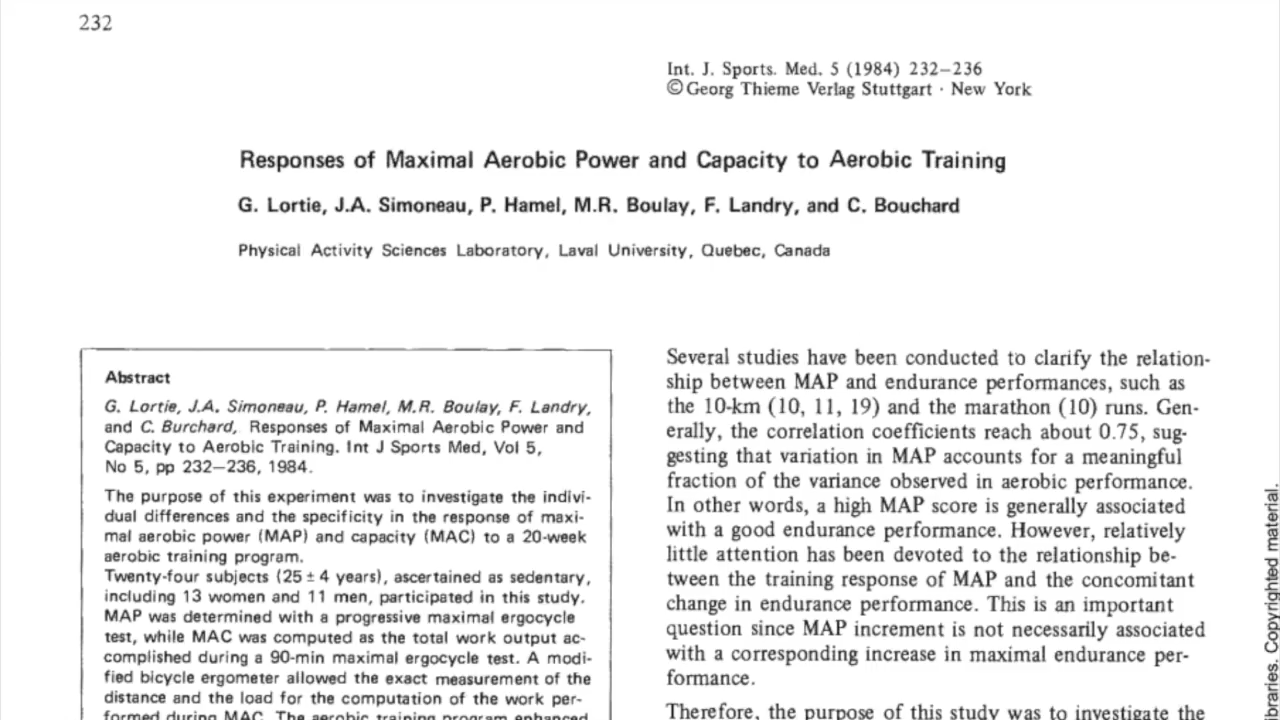 232
Int. J. Sports. Med. 5 (1984) 232–236
©Georg Thieme Verlag Stuttgart · New York
Responses of Maximal Aerobic Power and Capacity to Aerobic Training
G. Lortie, J.A. Simoneau, P. Hamel, M.R. Boulay, F. Landry, and C. Bouchard
Physical Activity Sciences Laboratory, Laval University, Quebec, Canada
Abstract
G. Lortie, J.A. Simoneau, P. Hamel, M.R. Boulay, F. Landry,
and C. Burchard, Responses of Maximal Aerobic Power and
Capacity to Aerobic Training. Int J Sports Med, Vol 5,
No 5, pp 232–236, 1984.
The purpose of this experiment was to investigate the indivi-
dual differences and the specificity in the response of maxi-
mal aerobic power (MAP) and capacity (MAC) to a 20-week
aerobic training program.
Twenty-four subjects (25 ± 4 years), ascertained as sedentary,
including 13 women and 11 men, participated in this study.
MAP was determined with a progressive maximal ergocycle
test, while MAC was computed as the total work output ac-
complished during a 90-min maximal ergocycle test. A modi-
fied bicycle ergometer allowed the exact measurement of the
distance and the load for the computation of the work per-
formed during MAC. The aerobic training program enhanced
Several studies have been conducted to clarify the relation-
ship between MAP and endurance performances, such as
the 10-km (10, 11, 19) and the marathon (10) runs. Gen-
erally, the correlation coefficients reach about 0.75, sug-
gesting that variation in MAP accounts for a meaningful
fraction of the variance observed in aerobic performance.
In other words, a high MAP score is generally associated
with a good endurance performance. However, relatively
little attention has been devoted to the relationship be-
tween the training response of MAP and the concomitant
change in endurance performance. This is an important
question since MAP increment is not necessarily associated
with a corresponding increase in maximal endurance per-
formance.
Therefore, the purpose of this study was to investigate the
braries. Copyrighted material.